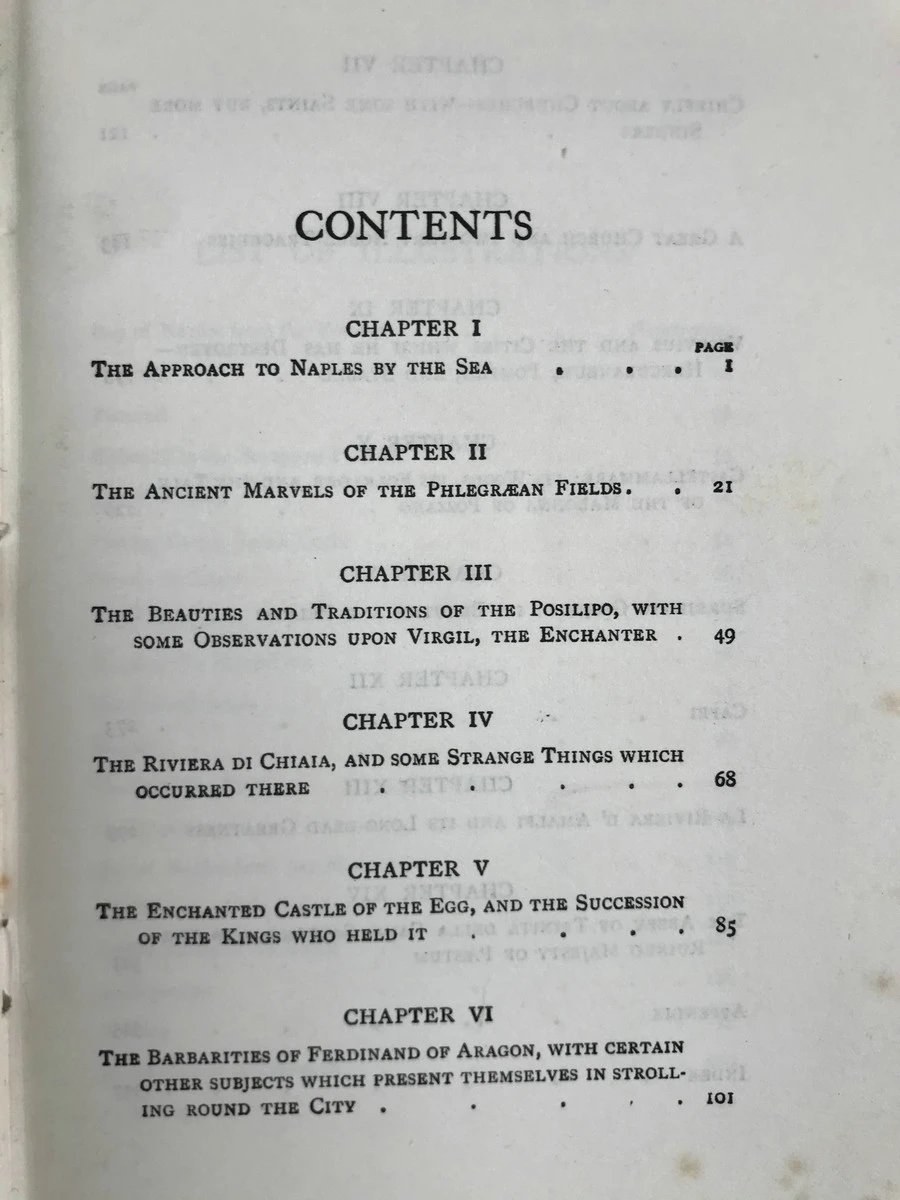 CONTENTS
CHAPTER I
PAGE
THE APPROACH TO NAPLES BY THE SEA . . . 1
CHAPTER II
THE ANCIENT MARVELS OF THE PHLEGRÆAN FIELDS. . 21
CHAPTER III
THE BEAUTIES AND TRADITIONS OF THE POSILIPO, WITH
SOME OBSERVATIONS UPON VIRGIL, THE ENCHANTER . 49
CHAPTER IV
THE RIVIERA DI CHIAIA, AND SOME STRANGE THINGS WHICH
OCCURRED THERE . . . . . 68
CHAPTER V
THE ENCHANTED CASTLE OF THE EGG, AND THE SUCCESSION
OF THE KINGS WHO HELD IT . . . . 85
CHAPTER VI
THE BARBARITIES OF FERDINAND OF ARAGON, WITH CERTAIN
OTHER SUBJECTS WHICH PRESENT THEMSELVES IN STROLL-
ING ROUND THE CITY . . . . . 101